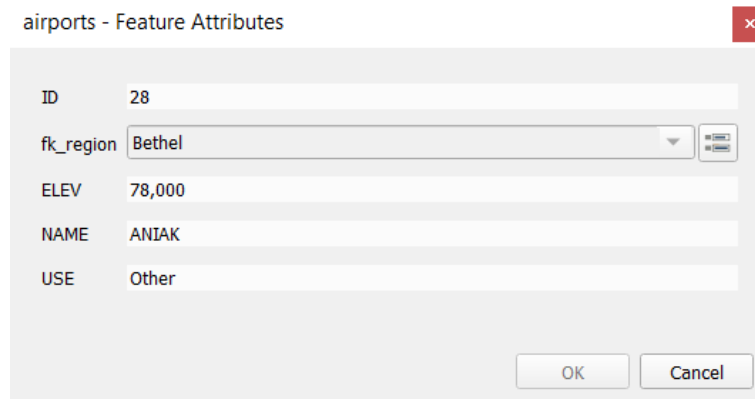 airports - Feature Attributes
ID 28
fk_region Bethel
ELEV 78,000
NAME ANIAK
USE Other
OK Cancel